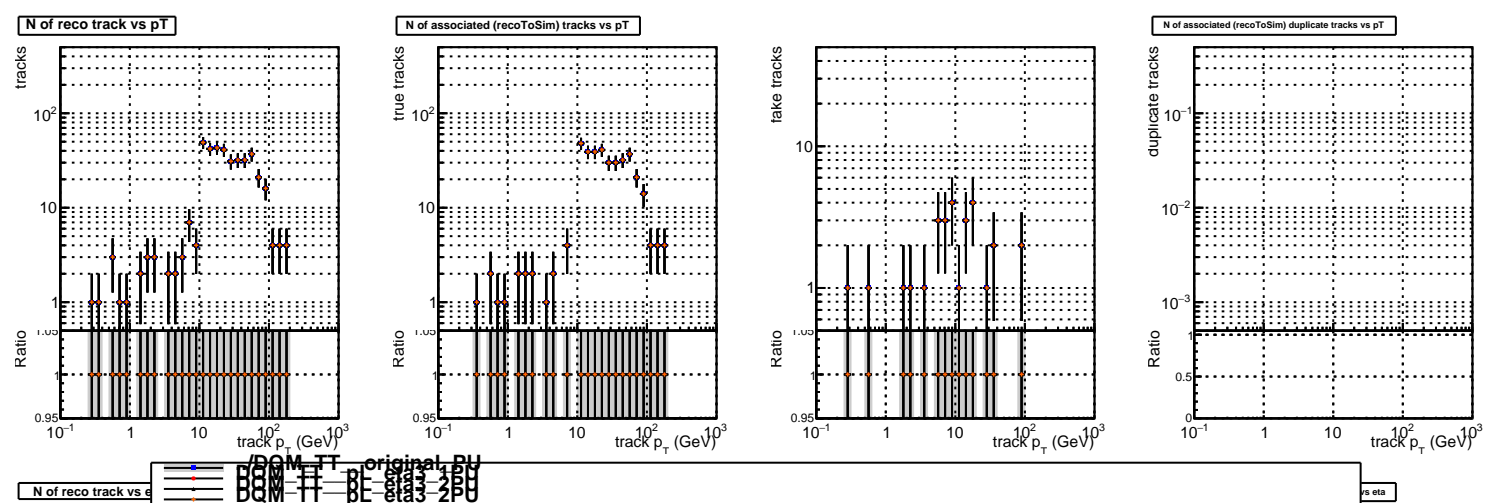 N of reco track vs pT
N of associated (recoToSim) tracks vs pT
N of associated (recoToSim) duplicate tracks vs pT
tracks
10²
10
1
1.05
Ratio
1
0.95
10⁻¹ 1 10 10² 10³
track p_T (GeV)
true tracks
10²
10
1
1.05
Ratio
1
0.95
10⁻¹ 1 10 10² 10³
track p_T (GeV)
fake tracks
10
1
1.05
Ratio
1
0.95
10⁻¹ 1 10 10² 10³
track p_T (GeV)
duplicate tracks
10⁻¹
10⁻²
10⁻³
Ratio
1
0.5
0
10⁻¹ 1 10 10² 10³
track p_T (GeV)
N of reco track vs e
vs eta